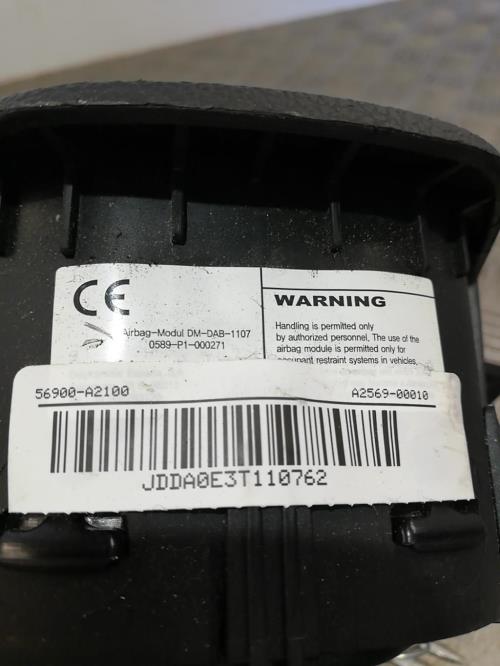 CE
Airbag-Modul DM-DAB-1107
0589-P1-000271
WARNING
Handling is permitted only
by authorized personnel, The use of
airbag module is permitted only for
occupant restraint systems in vehicles.
56900-A2100 A2569-00010
JDDA0E3T110762